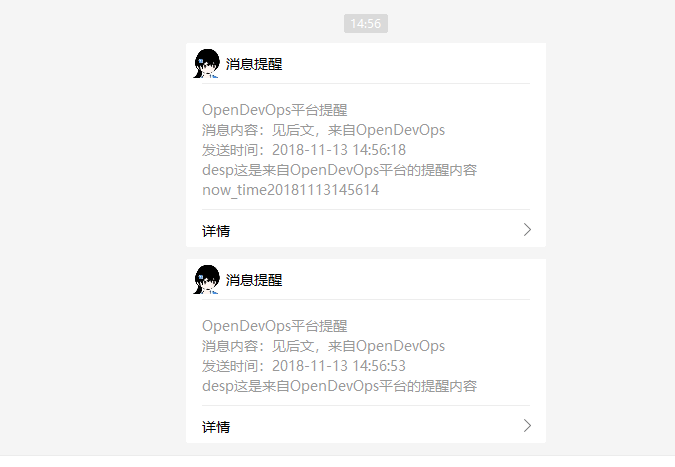 14:56
消息提醒
OpenDevOps平台提醒
消息内容：见后文，来自OpenDevOps
发送时间：2018-11-13 14:56:18
desp这是来自OpenDevOps平台的提醒内容
now_time20181113145614
详情
消息提醒
OpenDevOps平台提醒
消息内容：见后文，来自OpenDevOps
发送时间：2018-11-13 14:56:53
desp这是来自OpenDevOps平台的提醒内容
详情